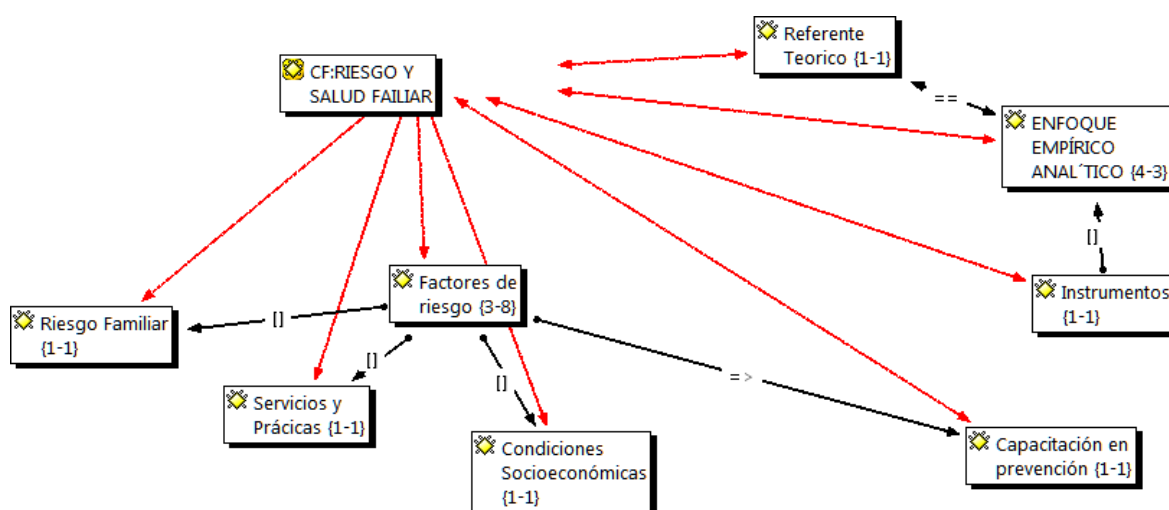 Referente
Teorico {1-1}
CF:RIESGO Y
SALUD FAILIAR
==
ENFOQUE
EMPÍRICO
ANAL´TICO {4-3}
[]
Factores de
riesgo {3-8}
Instrumentos
{1-1}
Riesgo Familiar
{1-1}
[]
[]
[]
=>
Servicios y
Prácicas {1-1}
Condiciones
Socioeconómicas
{1-1}
Capacitación en
prevención {1-1}